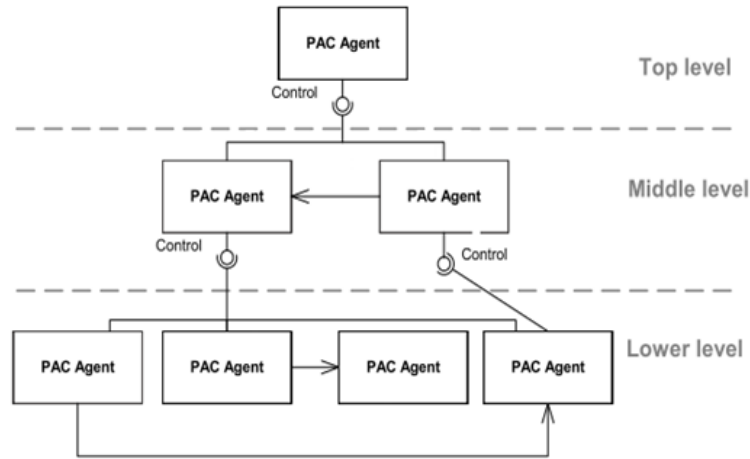 PAC Agent
Top level
Control
PAC Agent
PAC Agent
Middle level
Control
Control
PAC Agent
PAC Agent
PAC Agent
PAC Agent
Lower level